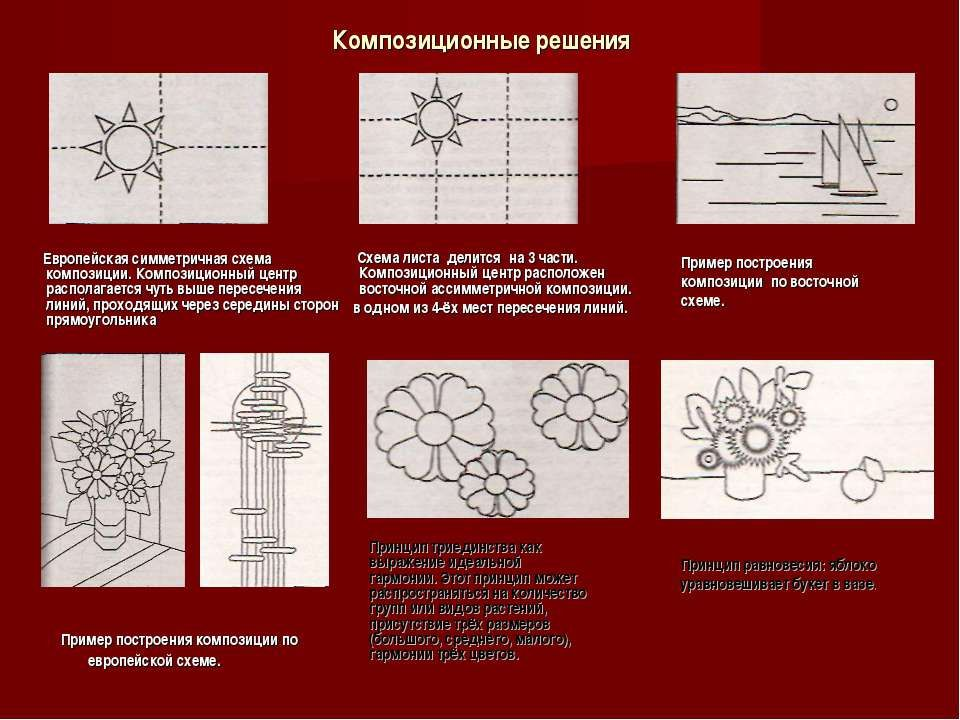 Композиционные решения
Европейская симметричная схема
композиции. Композиционный центр
располагается чуть выше пересечения
линий, проходящих через середины сторон
прямоугольника
Схема листа делится на 3 части.
Композиционный центр расположен
восточной ассимметричной композиции.
в одном из 4-ёх мест пересечения линий.
Пример построения
композиции по восточной
схеме.
Пример построения композиции по
европейской схеме.
Принцип триединства как
выражение идеальной
гармонии. Этот принцип может
распространяться на количество
групп или видов растений,
присутствие трёх размеров
(большого, среднего, малого),
гармонии трёх цветов.
Принцип равновесия: яблоко
уравновешивает букет в вазе.